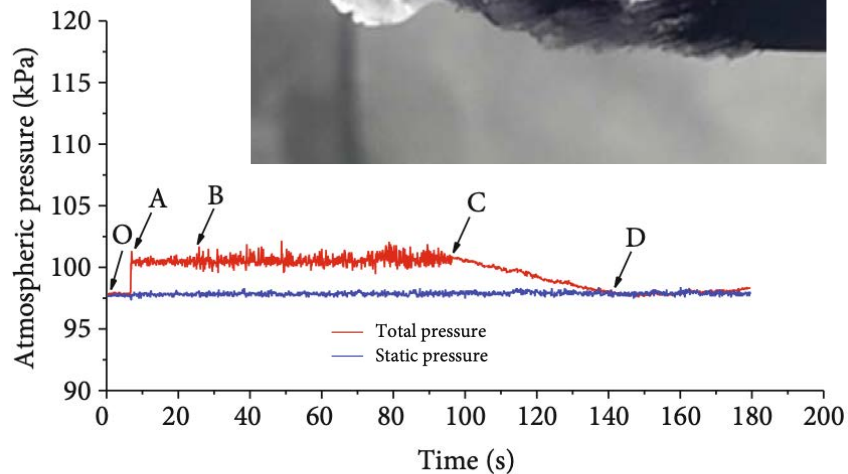 Atmospheric pressure (kPa)
120
115
110
105
100
95
90
O
A
B
C
D
Total pressure
Static pressure
0 20 40 60 80 100 120 140 160 180 200
Time (s)